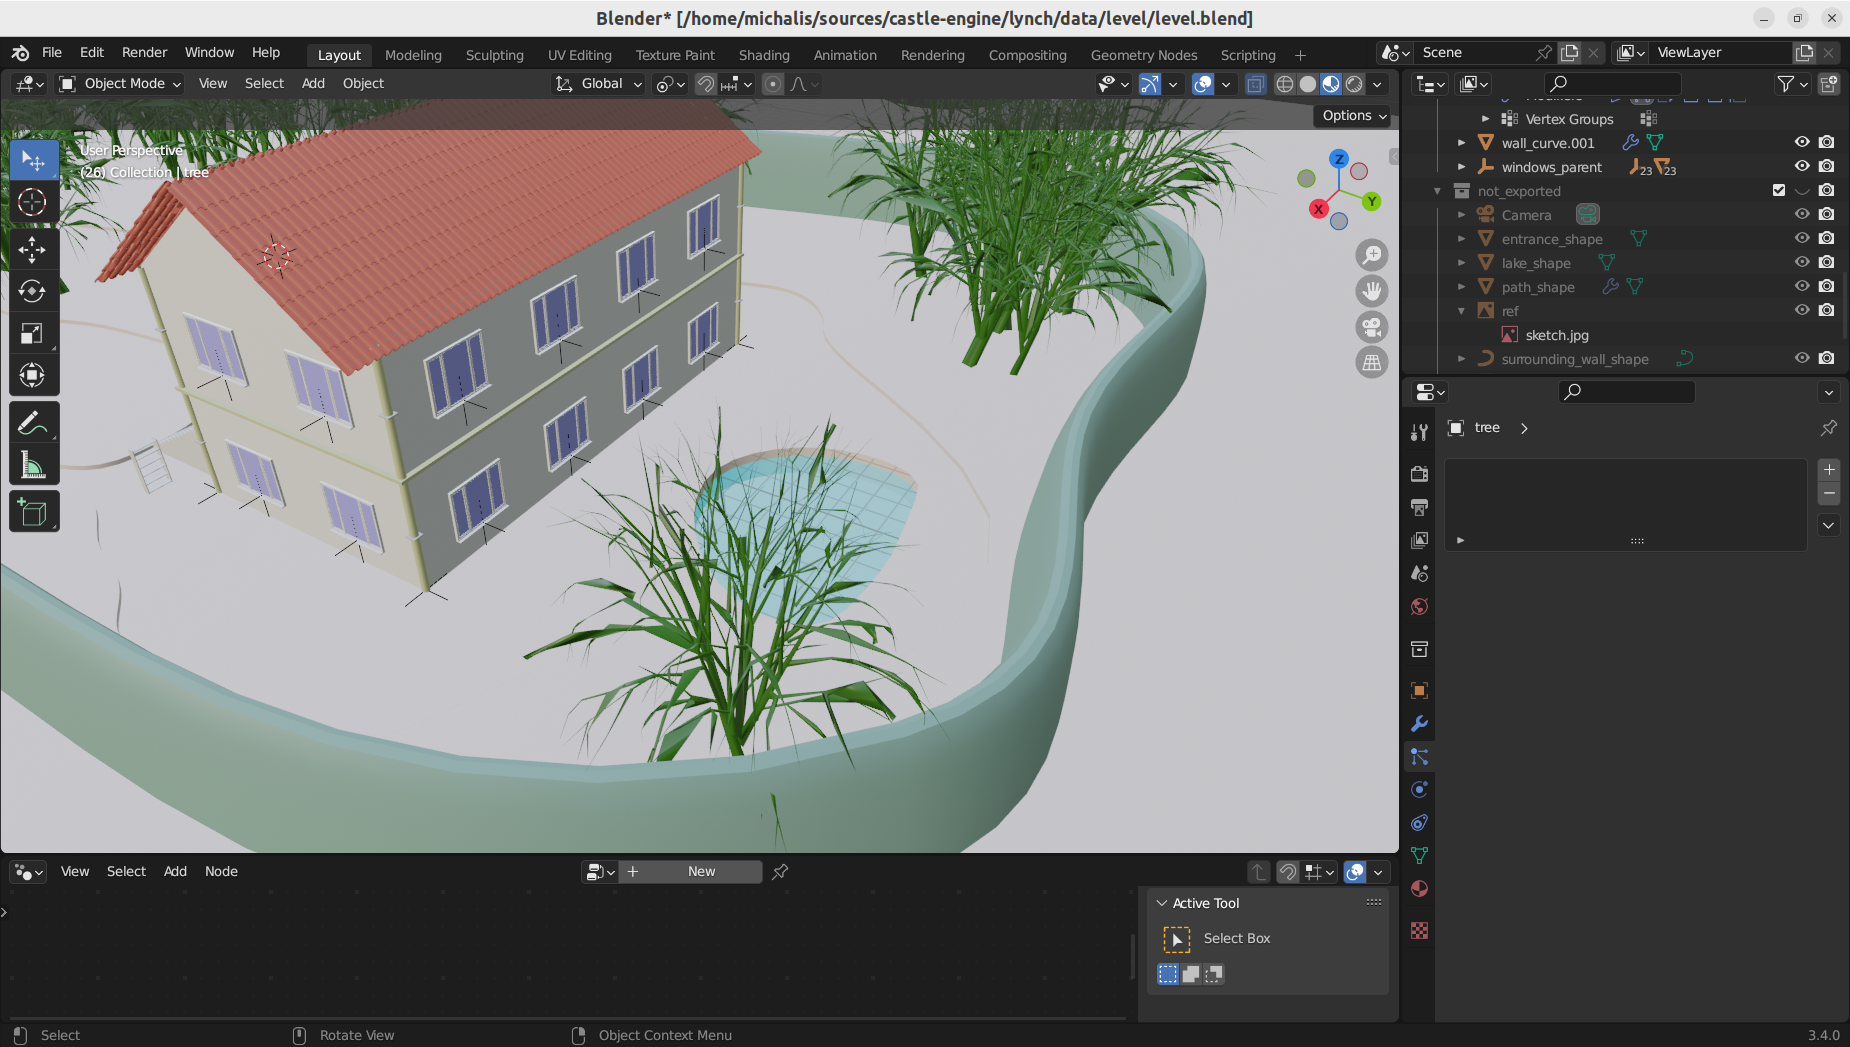 Blender* [/home/michalis/sources/castle-engine/lynch/data/level/level.blend]
File Edit Render Window Help Layout Modeling Sculpting UV Editing Texture Paint Shading Animation Rendering Compositing Geometry Nodes Scripting + Scene ViewLayer
Object Mode View Select Add Object Global
Options
User Perspective
(26) Collection | tree
Z
Y
X
Vertex Groups
wall_curve.001
windows_parent 23 23
not_exported
Camera
entrance_shape
lake_shape
path_shape
ref
sketch.jpg
surrounding_wall_shape
tree
View Select Add Node New
Active Tool
Select Box
Select Rotate View Object Context Menu 3.4.0